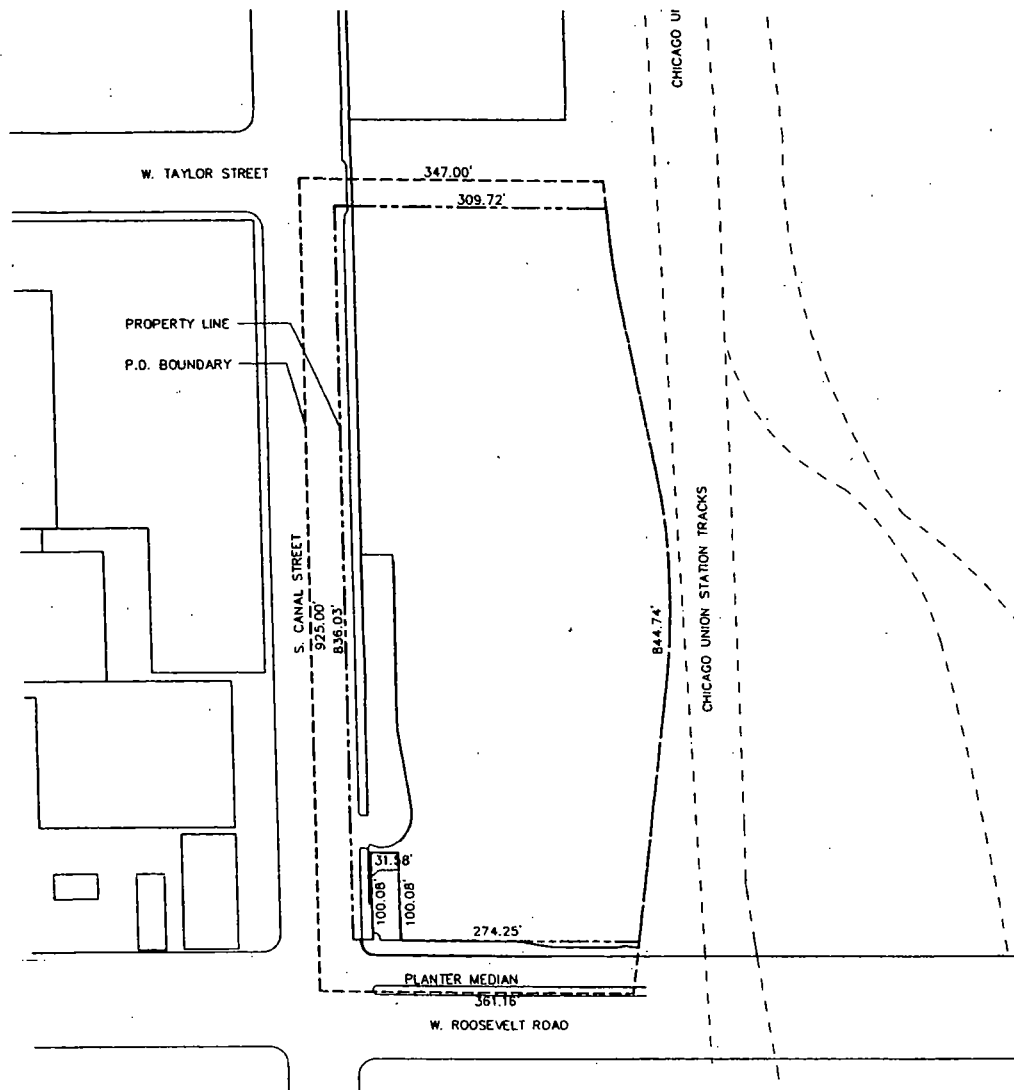 CHICAGO U
W. TAYLOR STREET
347.00'
309.72'
PROPERTY LINE
P.D. BOUNDARY
S. CANAL STREET
925.00'
836.03'
844.74'
CHICAGO UNION STATION TRACKS
31.58'
100.08'
100.08'
274.25'
PLANTER MEDIAN
361.16'
W. ROOSEVELT ROAD